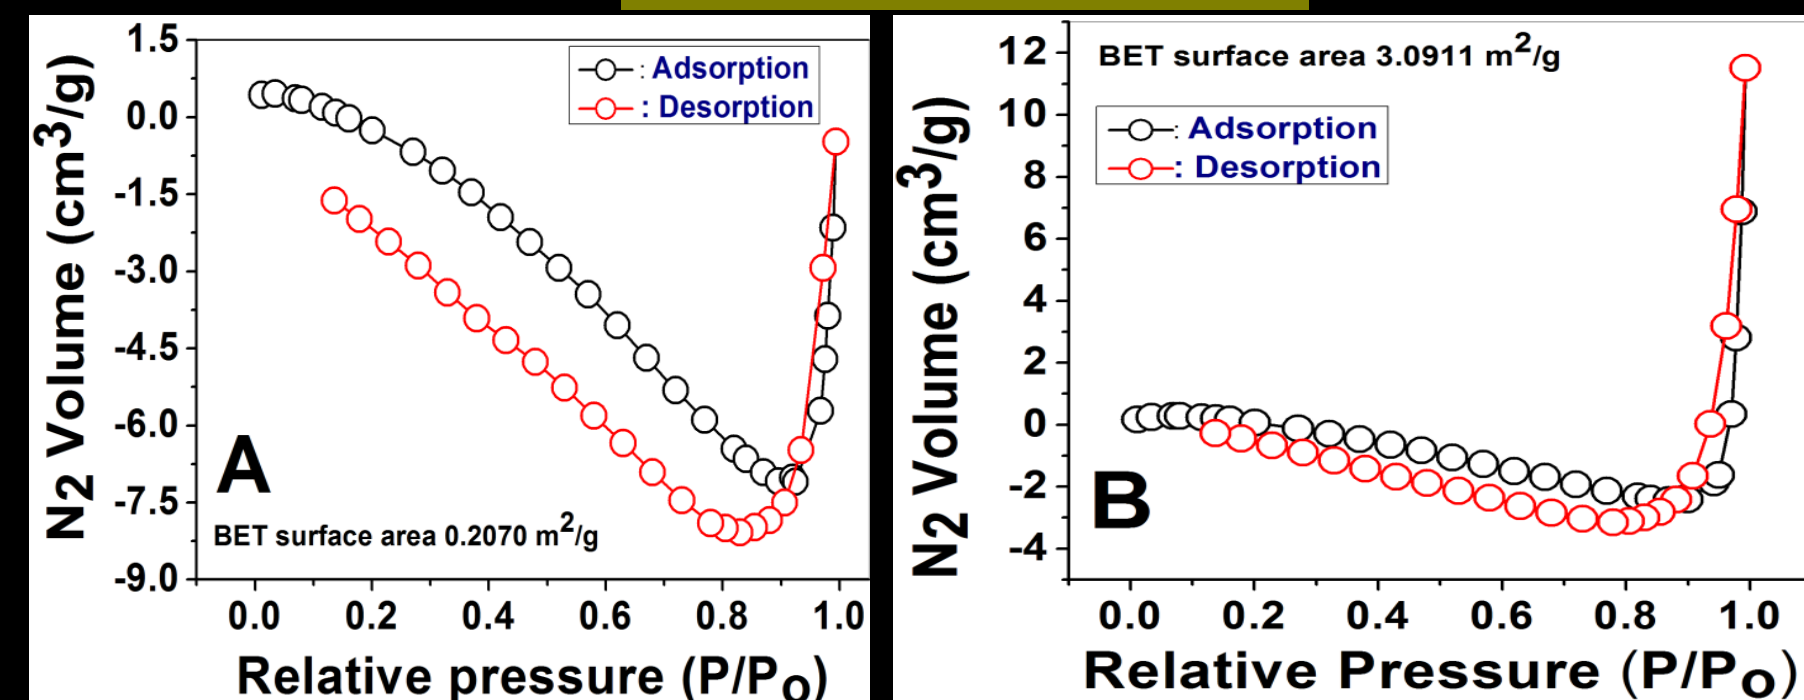 1.5
0.0
-1.5
-3.0
-4.5
-6.0
-7.5
-9.0
N2 Volume (cm3/g)
: Adsorption
: Desorption
A
BET surface area 0.2070 m2/g
0.0 0.2 0.4 0.6 0.8 1.0
Relative pressure (P/Po)
12
10
8
6
4
2
0
-2
-4
N2 Volume (cm3/g)
BET surface area 3.0911 m2/g
: Adsorption
: Desorption
B
0.0 0.2 0.4 0.6 0.8 1.0
Relative Pressure (P/Po)